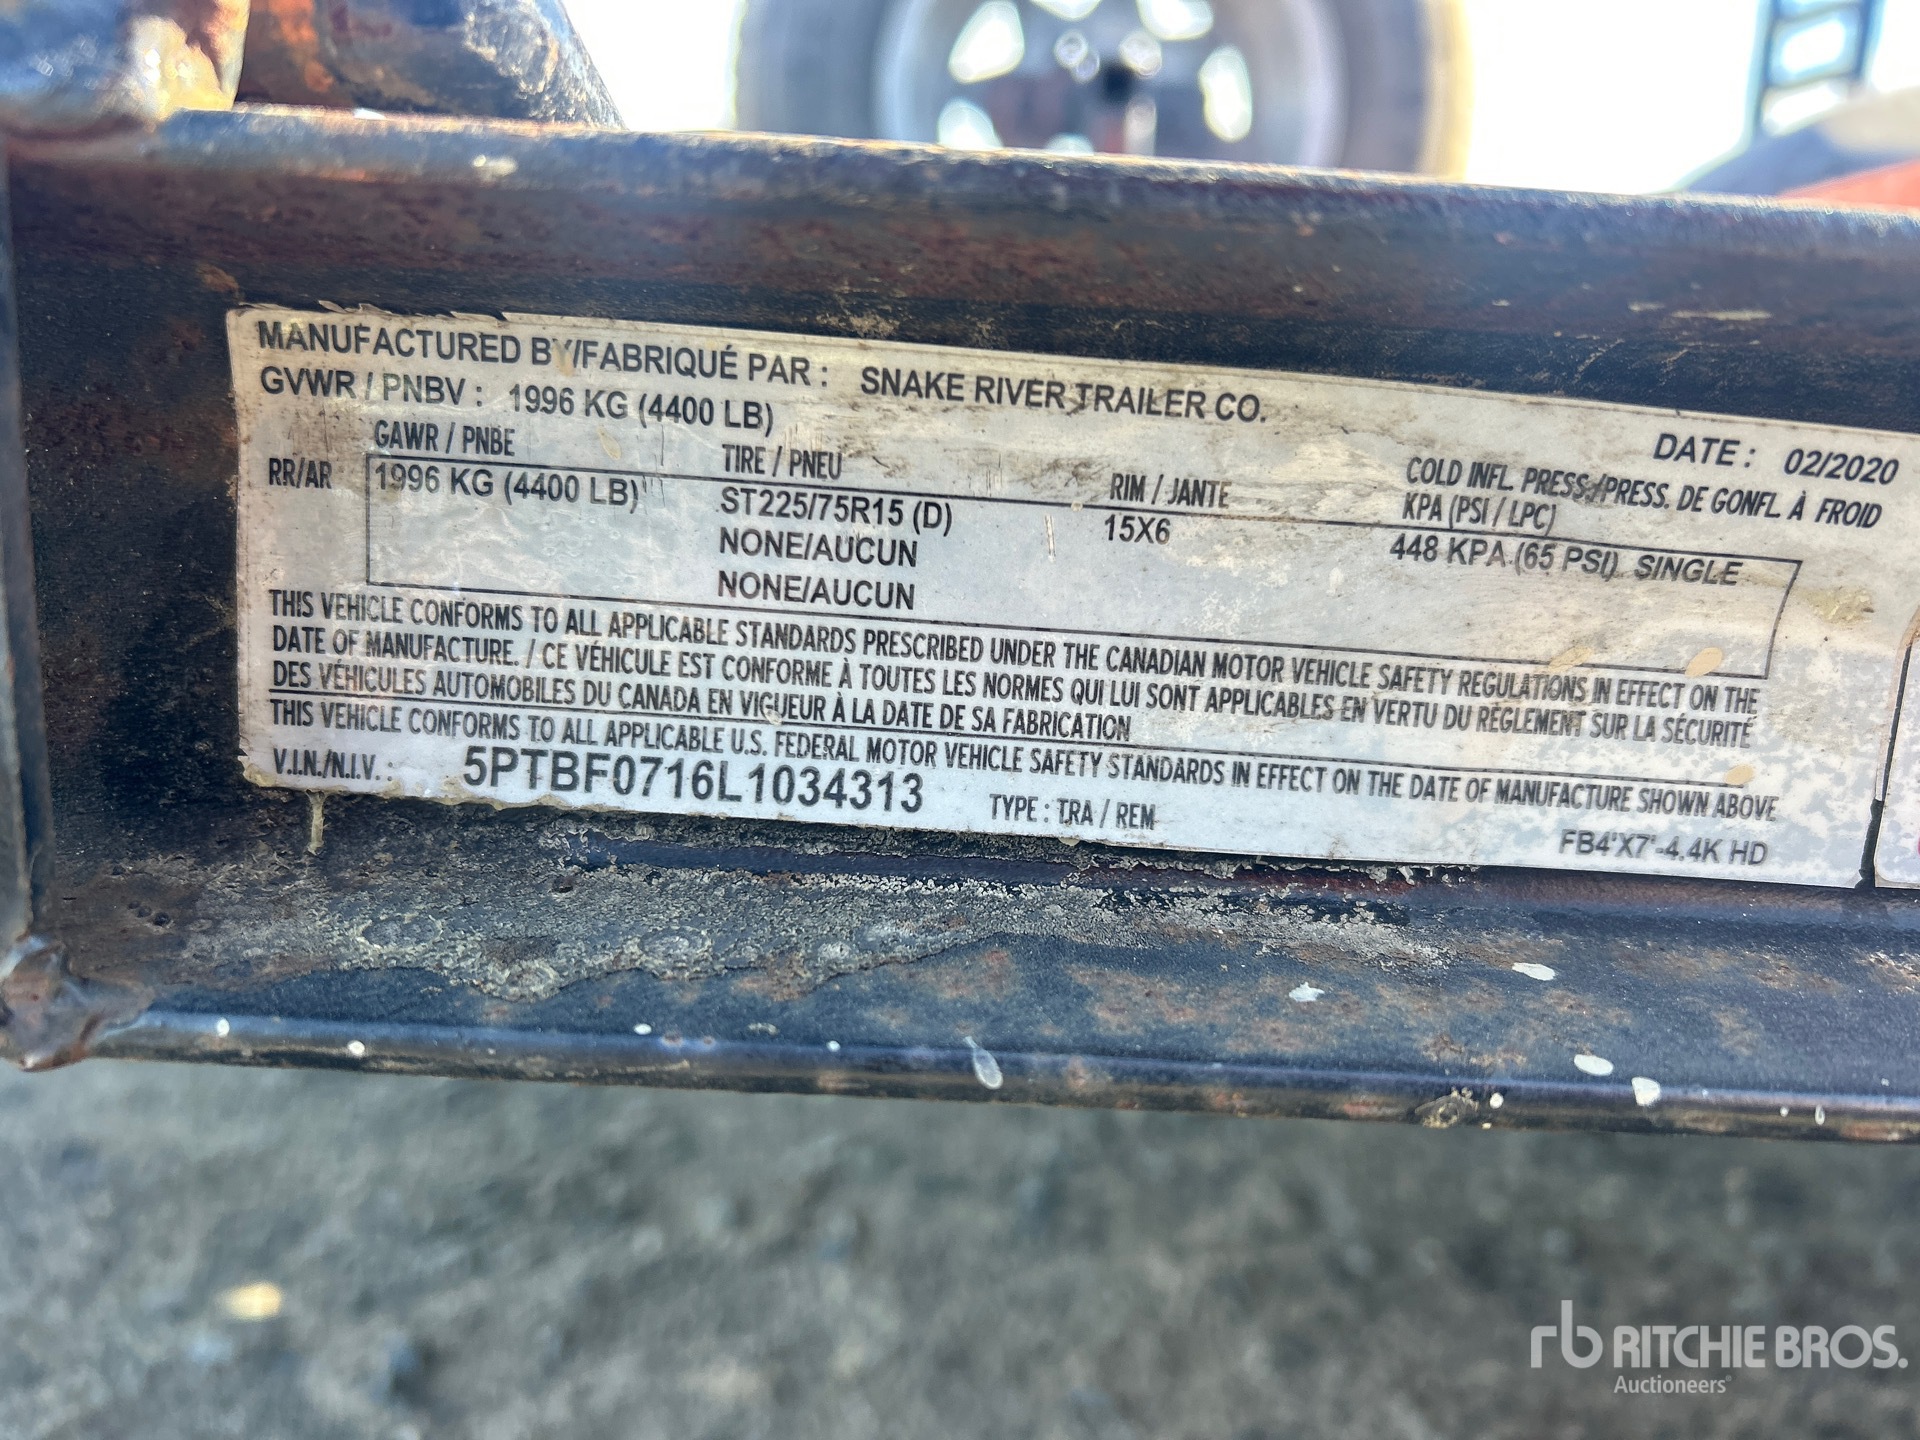 MANUFACTURED BY/FABRIQUÉ PAR : SNAKE RIVER TRAILER CO.
GVWR / PNBV : 1996 KG (4400 LB)
DATE : 02/2020
GAWR / PNBE TIRE / PNEU RIM / JANTE COLD INFL. PRESS./PRESS. DE GONFL. À FROID
KPA (PSI / LPC)
RR/AR 1996 KG (4400 LB) ST225/75R15 (D) 15X6 448 KPA (65 PSI) SINGLE
NONE/AUCUN
NONE/AUCUN
THIS VEHICLE CONFORMS TO ALL APPLICABLE STANDARDS PRESCRIBED UNDER THE CANADIAN MOTOR VEHICLE SAFETY REGULATIONS IN EFFECT ON THE
DATE OF MANUFACTURE. / CE VÉHICULE EST CONFORME À TOUTES LES NORMES QUI LUI SONT APPLICABLES EN VERTU DU RÈGLEMENT SUR LA SÉCURITÉ
DES VÉHICULES AUTOMOBILES DU CANADA EN VIGUEUR À LA DATE DE SA FABRICATION
THIS VEHICLE CONFORMS TO ALL APPLICABLE U.S. FEDERAL MOTOR VEHICLE SAFETY STANDARDS IN EFFECT ON THE DATE OF MANUFACTURE SHOWN ABOVE
V.I.N./N.I.V. : 5PTBF0716L1034313 TYPE : TRA / REM FB4'X7'-4.4K HD
rb RITCHIE BROS.
Auctioneers